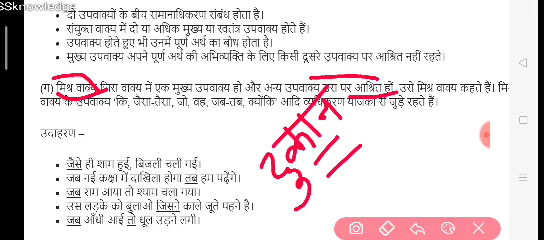 SSknowledge
दो उपवाक्यों के बीच समानाधिकरण संबंध होता है।
संयुक्त वाक्य में दो या अधिक मुख्य या स्वतंत्र उपवाक्य होते हैं।
उपवाक्य होते हुए भी उनमें पूर्ण अर्थ का बोध होता है।
मुख्य उपवाक्य अपने पूर्ण अर्थ की अभिव्यक्ति के लिए किसी दूसरे उपवाक्य पर आश्रित नहीं रहते।
(ग) मिश्र वाक्य जिस वाक्य में एक मुख्य उपवाक्य हो और अन्य उपवाक्य उस पर आश्रित हों, उसे मिश्र वाक्य कहते हैं।
वाक्य के उपवाक्य 'कि, जैसा-तैसा, जो, वह, जब-तब, क्योंकि' आदि व्यधिकरण योजकों से जुड़े रहते हैं।
उदाहरण –
जैसे ही शाम हुई, बिजली चली गई।
जब नई कक्षा में दाखिला होगा तब हम पढ़ेंगे।
जब राम आया तो श्याम चला गया।
उस लड़के को बुलाओ जिसने काले जूते पहने है।
जब आँधी आई तो धूल उड़ने लगी।